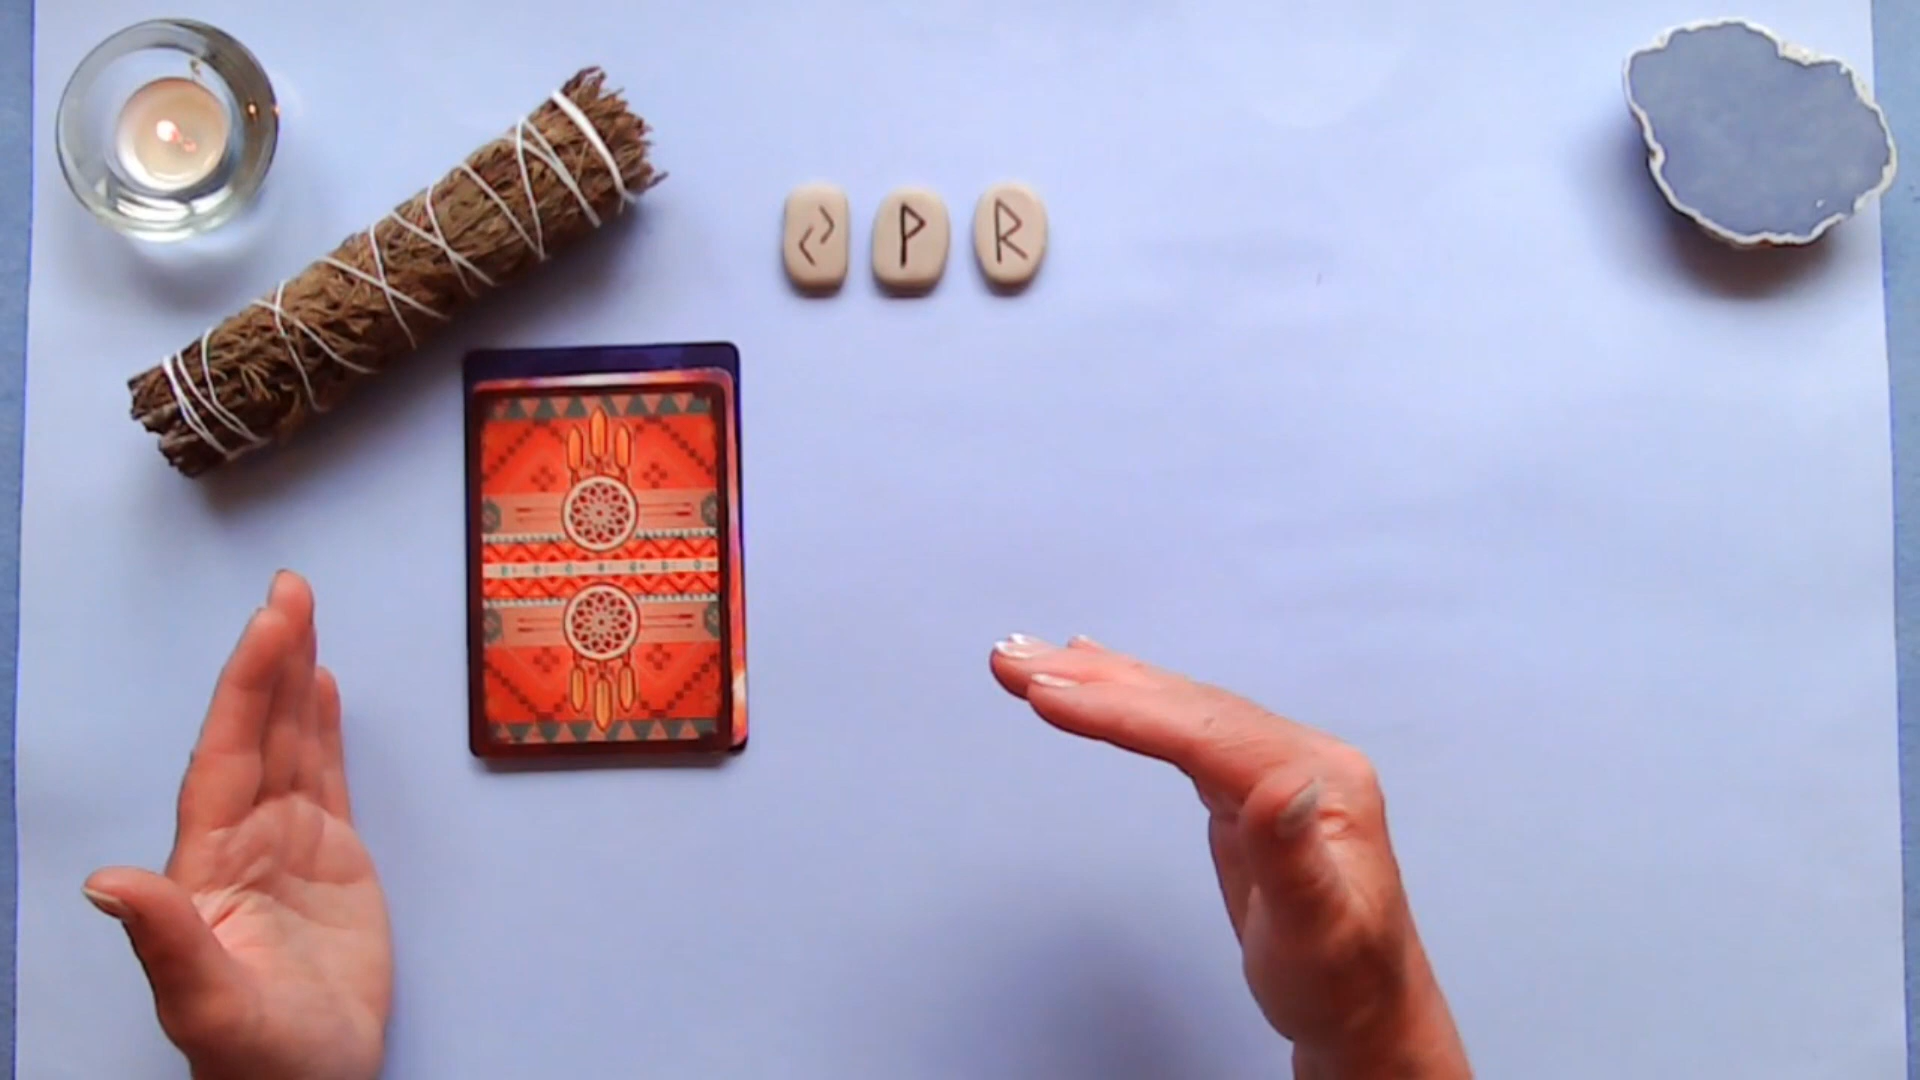 ᛃ ᚹ ᚱ